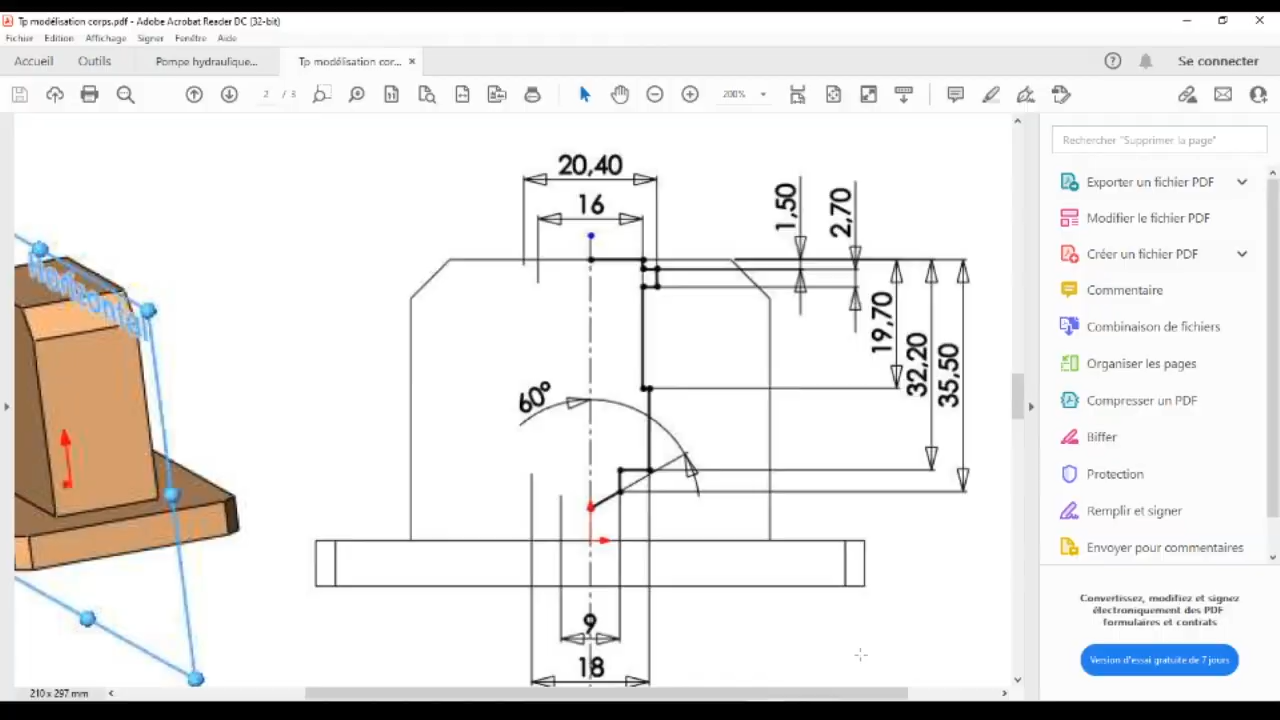 Tp modélisation corps.pdf - Adobe Acrobat Reader DC (32-bit)
Fichier Edition Affichage Signer Fenêtre Aide
Accueil Outils Pompe hydraulique... Tp modélisation cor... × Se connecter
2 / 3 200%
Rechercher "Supprimer la page"
Exporter un fichier PDF
Modifier le fichier PDF
Créer un fichier PDF
Commentaire
Combinaison de fichiers
Organiser les pages
Compresser un PDF
Biffer
Protection
Remplir et signer
Envoyer pour commentaires
Convertissez, modifiez et signez
électroniquement des PDF
formulaires et contrats
Version d'essai gratuite de 7 jours
20,40
16
1,50
2,70
Horizontal
19,70
32,20
35,50
60°
9
18
210 x 297 mm